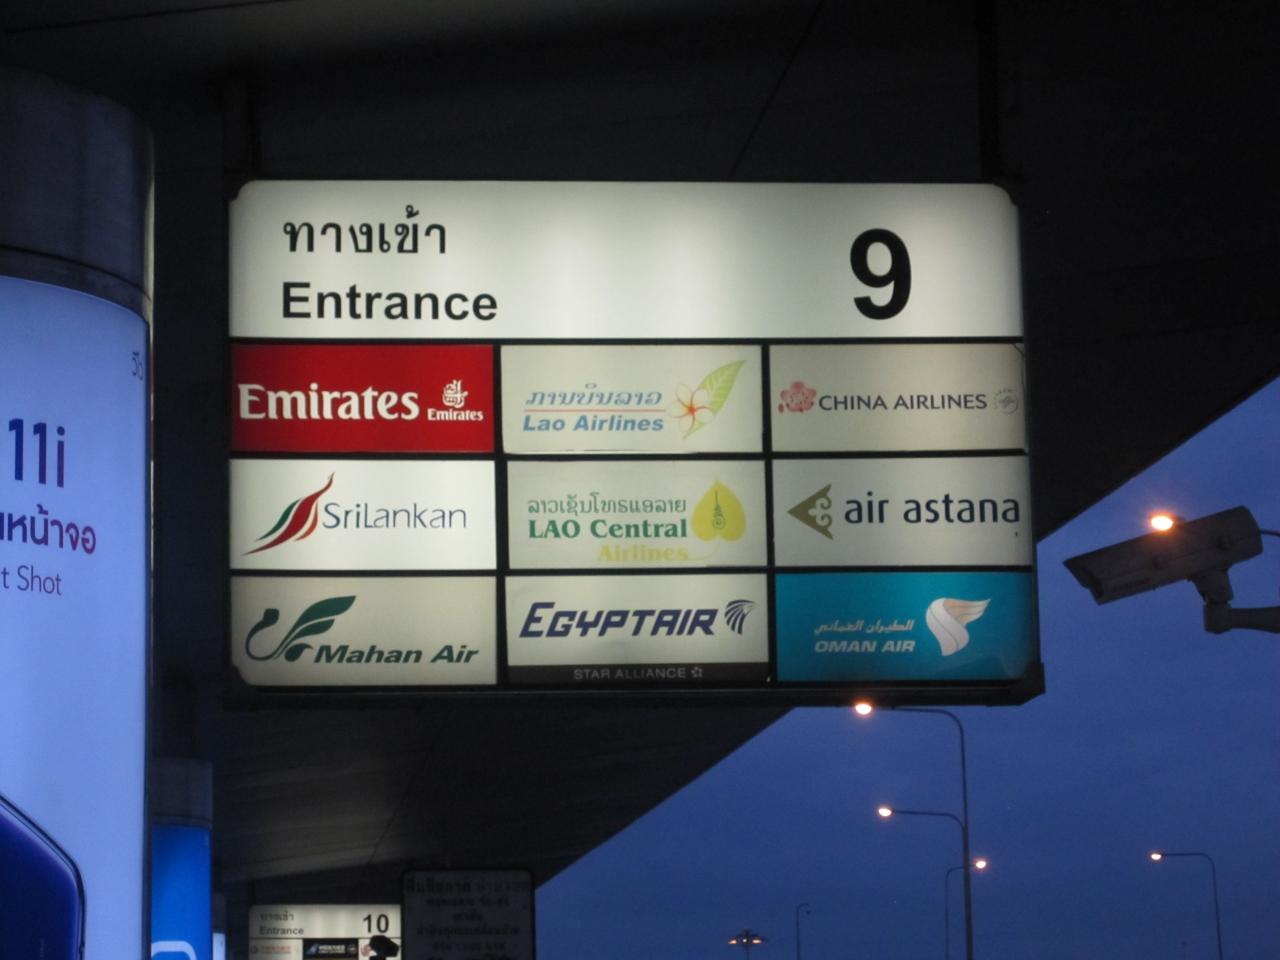 ทางเข้า
Entrance
9
Emirates
Emirates
ການບິນລາວ
Lao Airlines
CHINA AIRLINES
SriLankan
ລາວເຊັນໂທຣແອລາຍ
LAO Central
Airlines
air astana
Mahan Air
EGYPTAIR
STAR ALLIANCE
الطيران العماني
OMAN AIR
11i
หน้าจอ
t Shot
ทางเข้า
Entrance
10